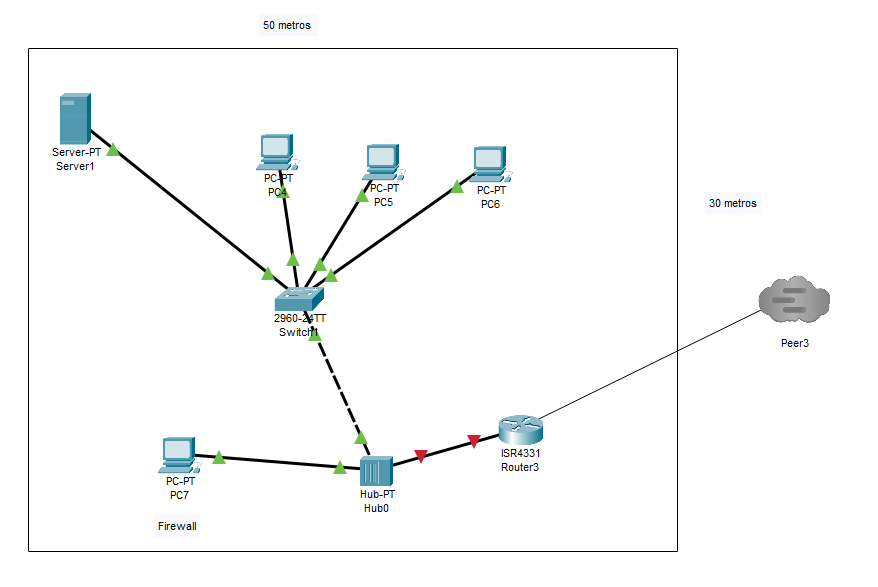 50 metros
Server-PT
Server1
PC-PT
PC4
PC-PT
PC5
PC-PT
PC6
30 metros
2960-24TT
Switch1
Peer3
PC-PT
PC7
Firewall
Hub-PT
Hub0
ISR4331
Router3